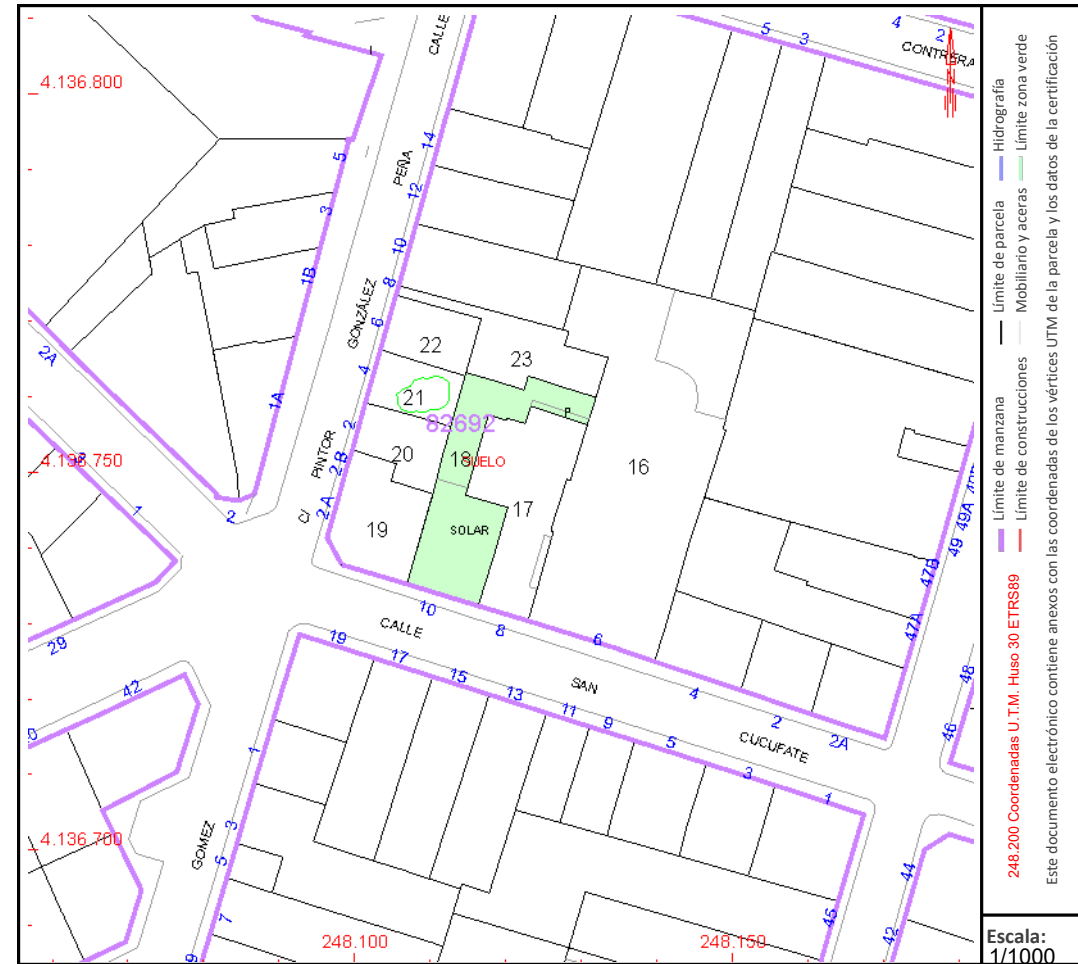 4.136.800
4.136.750
4.136.700
248.100
248.150
CALLE
PEÑA
GONZÁLEZ
PINTOR
C/
CONTRERA
5
3
4
2
14
12
10
8
6
4
2
2 B
2 A
5
3
1B
1A
2A
2
1
29
42
22
23
21
82692
20
18
SUELO
P
16
17
19
SOLAR
10
8
6
4
2
2A
CALLE
SAN
CUCUFATE
19
17
15
13
11
9
5
3
1
49A
49
47B
47A
48
46
44
42
45
GOMEZ
1
3
5
7
9
Límite de manzana
Límite de parcela
Hidrografía
Límite de construcciones
Mobiliario y aceras
Límite zona verde
248.200 Coordenadas U.T.M. Huso 30 ETRS89
Este documento electrónico contiene anexos con las coordenadas de los vértices UTM de la parcela y los datos de la certificación
Escala:
1/1000